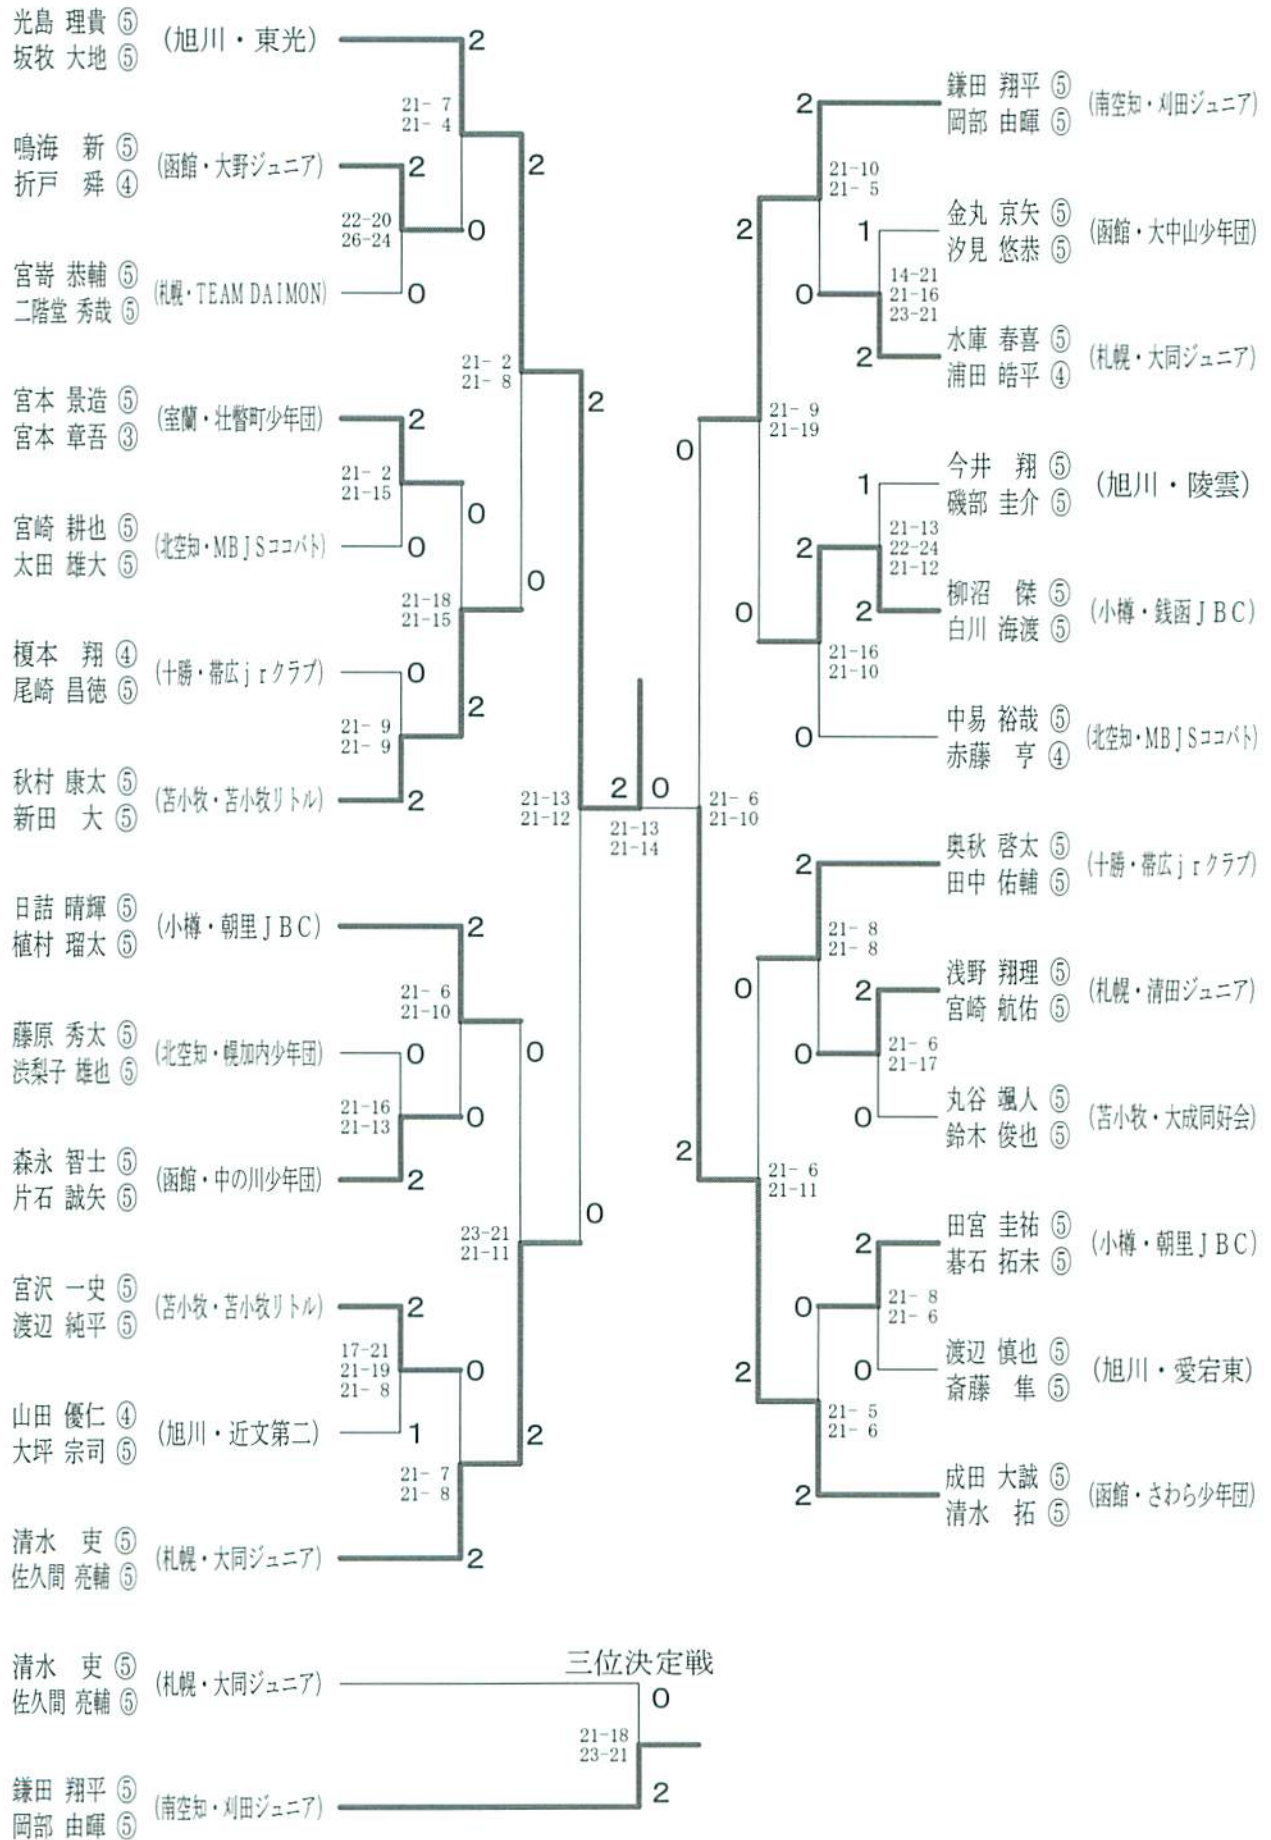 光島 理貴 ⑤
坂牧 大地 ⑤
(旭川・東光)
2
21- 7
21- 4
2
鳴海 新 ⑤
折戸 舜 ④
(函館・大野ジュニア)
2
22-20
26-24
0
宮嵜 恭輔 ⑤
二階堂 秀哉 ⑤
(札幌・TEAM DAIMON)
0
21- 2
21- 8
2
宮本 景造 ⑤
宮本 章吾 ③
(室蘭・壮瞥町少年団)
2
21- 2
21-15
0
宮崎 耕也 ⑤
太田 雄大 ⑤
(北空知・MBJSココバト)
0
21-18
21-15
0
榎本 翔 ④
尾崎 昌徳 ⑤
(十勝・帯広jrクラブ)
0
21- 9
21- 9
2
秋村 康太 ⑤
新田 大 ⑤
(苫小牧・苫小牧リトル)
2
21-13
21-12
日詰 晴輝 ⑤
植村 瑠太 ⑤
(小樽・朝里JBC)
2
21- 6
21-10
0
藤原 秀太 ⑤
渋梨子 雄也 ⑤
(北空知・幌加内少年団)
0
21-16
21-13
0
森永 智士 ⑤
片石 誠矢 ⑤
(函館・中の川少年団)
2
23-21
21-11
0
宮沢 一史 ⑤
渡辺 純平 ⑤
(苫小牧・苫小牧リトル)
2
17-21
21-19
21- 8
0
山田 優仁 ④
大坪 宗司 ⑤
(旭川・近文第二)
1
21- 7
21- 8
2
清水 吏 ⑤
佐久間 亮輔 ⑤
(札幌・大同ジュニア)
2
2
0
21-13
21-14
鎌田 翔平 ⑤
岡部 由暉 ⑤
(南空知・刈田ジュニア)
2
21-10
21- 5
2
金丸 京矢 ⑤
汐見 悠恭 ⑤
(函館・大中山少年団)
1
14-21
21-16
23-21
0
水庫 春喜 ⑤
浦田 皓平 ④
(札幌・大同ジュニア)
2
21- 9
21-19
0
今井 翔 ⑤
磯部 圭介 ⑤
(旭川・陵雲)
1
21-13
22-24
21-12
2
柳沼 傑 ⑤
白川 海渡 ⑤
(小樽・銭函JBC)
2
0
21-16
21-10
中易 裕哉 ⑤
赤藤 亨 ④
(北空知・MBJSココバト)
0
21- 6
21-10
奥秋 啓太 ⑤
田中 佑輔 ⑤
(十勝・帯広jrクラブ)
2
21- 8
21- 8
0
浅野 翔理 ⑤
宮崎 航佑 ⑤
(札幌・清田ジュニア)
2
21- 6
21-17
0
丸谷 颯人 ⑤
鈴木 俊也 ⑤
(苫小牧・大成同好会)
0
2
21- 6
21-11
田宮 圭祐 ⑤
碁石 拓未 ⑤
(小樽・朝里JBC)
2
21- 8
21- 6
0
渡辺 慎也 ⑤
斎藤 隼 ⑤
(旭川・愛宕東)
0
2
21- 5
21- 6
成田 大誠 ⑤
清水 拓 ⑤
(函館・さわら少年団)
2
三位決定戦
清水 吏 ⑤
佐久間 亮輔 ⑤
(札幌・大同ジュニア)
0
21-18
23-21
鎌田 翔平 ⑤
岡部 由暉 ⑤
(南空知・刈田ジュニア)
2